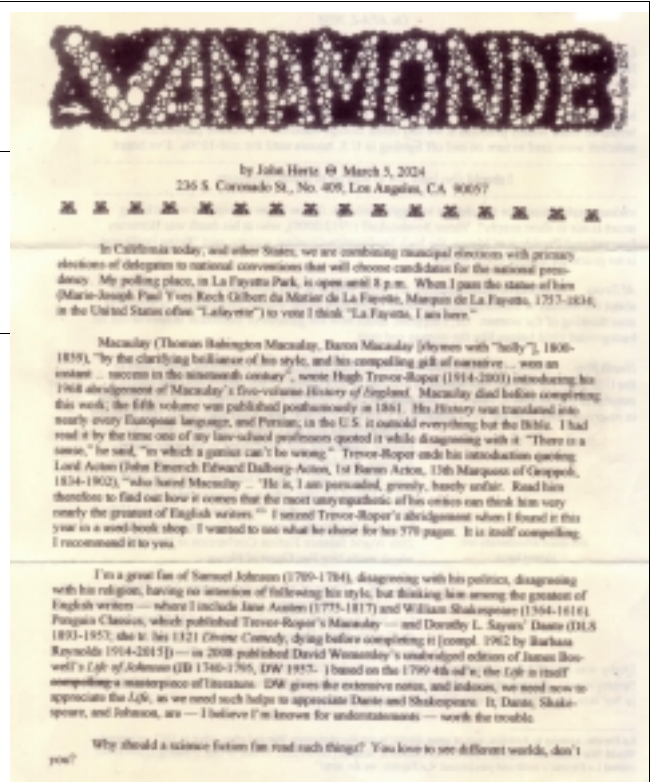 VANAMONDE
by John Hertz March 5, 2024
236 S. Coronado St., No. 409, Los Angeles, CA 90057
In California today, and other States, we are combining municipal elections with primary
elections of delegates to national conventions that will choose candidates for the national presi-
dency. My polling place, in La Fayette Park, is open until 8 p.m. When I pass the statue of him
(Marie-Joseph Paul Yves Roch Gilbert du Motier de La Fayette, Marquis de La Fayette, 1757-1834;
in the United States often "Lafayette") to vote I think "La Fayette, I am here."
Macaulay (Thomas Babington Macaulay, Baron Macaulay [rhymes with "holly"], 1800-
1859), "by the clarifying brilliance of his style, and his compelling gift of narrative ... won an
instant ... success in the nineteenth century", wrote Hugh Trevor-Roper (1914-2003) introducing his
1968 abridgement of Macaulay's five-volume History of England. Macaulay died before completing
this work; the fifth volume was published posthumously in 1861. His History was translated into
nearly every European language, and Persian; in the U.S. it outsold everything but the Bible. I had
read it by the time one of my law-school professors quoted it while disagreeing with it. "There is a
sense," he said, "in which a genius can't be wrong." Trevor-Roper ends his introduction quoting
Lord Acton (John Emerich Edward Dalberg-Acton, 1st Baron Acton, 13th Marquess of Groppoli,
1834-1902), "who hated Macaulay ... 'He is, I am persuaded, grossly, basely unfair. Read him
therefore to find out how it comes that the most unsympathetic of his critics can think him very
nearly the greatest of English writers.'" I seized Trevor-Roper's abridgement when I found it this
year in a used-book shop. I wanted to see what he chose for his 570 pages. It is itself compelling.
I recommend it to you.
I'm a great fan of Samuel Johnson (1709-1784), disagreeing with his politics, disagreeing
with his religion, having no intention of following his style, but thinking him among the greatest of
English writers — where I include Jane Austen (1775-1817) and William Shakespeare (1564-1616).
Penguin Classics, which published Trevor-Roper's Macaulay — and Dorothy L. Sayers' Dante (DLS
1893-1957; she tr. his 1321 Divine Comedy, dying before completing it [compl. 1962 by Barbara
Reynolds 1914-2015]) — in 2008 published David Womersley's unabridged edition of James Bos-
well's Life of Johnson (JB 1740-1795, DW 1957- ) based on the 1799 4th ed'n; the Life is itself
compelling a masterpiece of literature. DW gives the extensive notes, and indexes, we need now to
appreciate the Life, as we need such helps to appreciate Dante and Shakespeare. It, Dante, Shake-
speare, and Johnson, are — I believe I'm known for understatements — worth the trouble.
Why should a science fiction fan read such things? You love to see different worlds, don't
you?